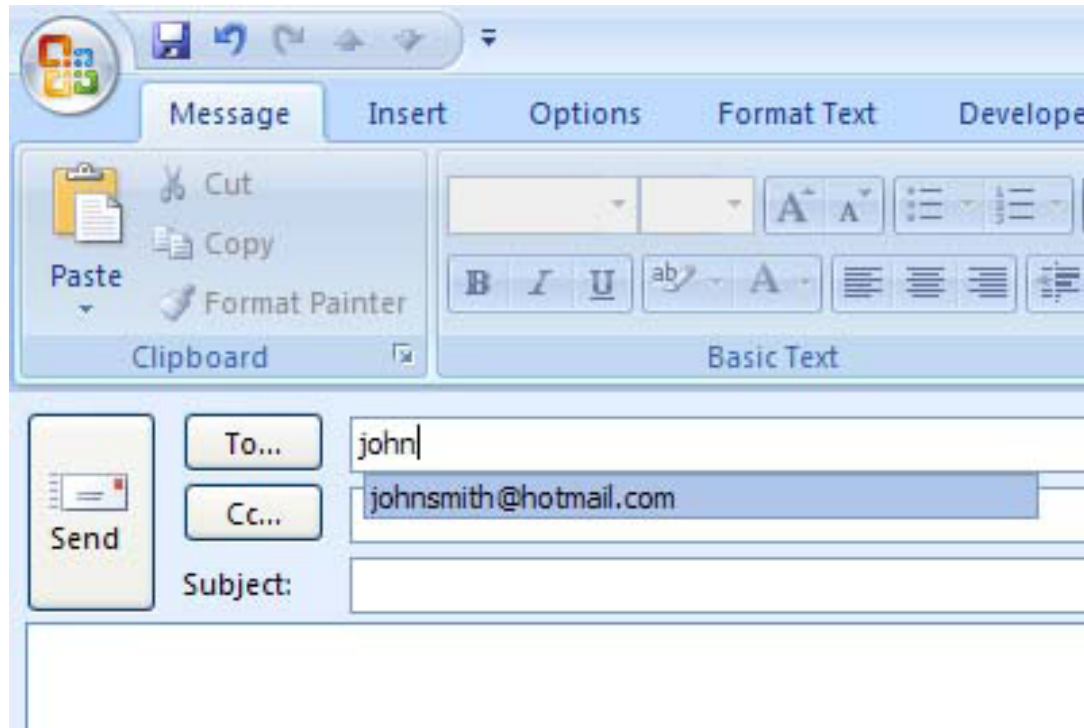 Message Insert Options Format Text Develope
Cut
Copy
Paste
Format Painter
Clipboard Basic Text
A A
B I U ab A
To... john
johnsmith@hotmail.com
Cc...
Send
Subject: